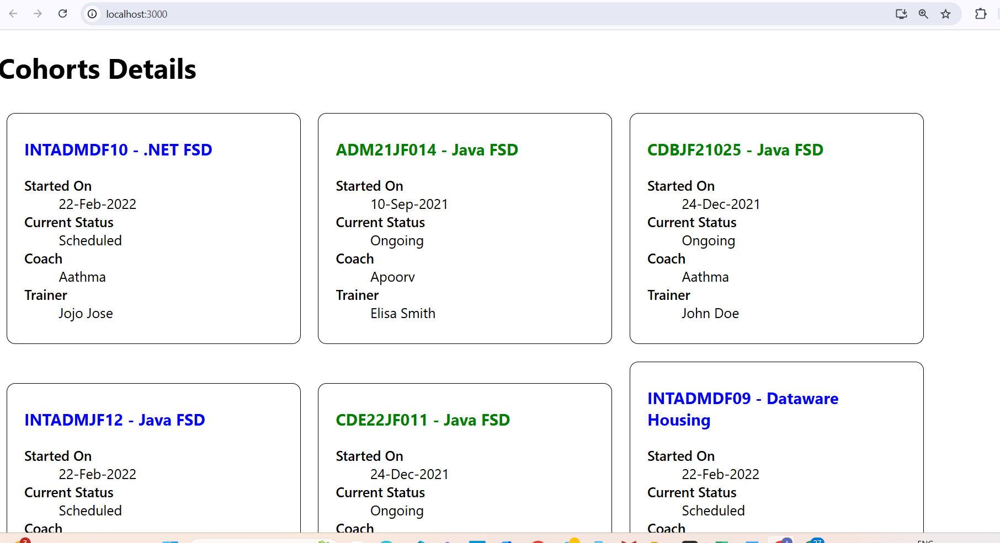 localhost:3000
Cohorts Details
INTADMDF10 - .NET FSD
Started On
22-Feb-2022
Current Status
Scheduled
Coach
Aathma
Trainer
Jojo Jose
ADM21JF014 - Java FSD
Started On
10-Sep-2021
Current Status
Ongoing
Coach
Apoorv
Trainer
Elisa Smith
CDBJF21025 - Java FSD
Started On
24-Dec-2021
Current Status
Ongoing
Coach
Aathma
Trainer
John Doe
INTADMJF12 - Java FSD
Started On
22-Feb-2022
Current Status
Scheduled
Coach
CDE22JF011 - Java FSD
Started On
24-Dec-2021
Current Status
Ongoing
Coach
INTADMDF09 - Dataware
Housing
Started On
22-Feb-2022
Current Status
Scheduled
Coach
3
27
ENG